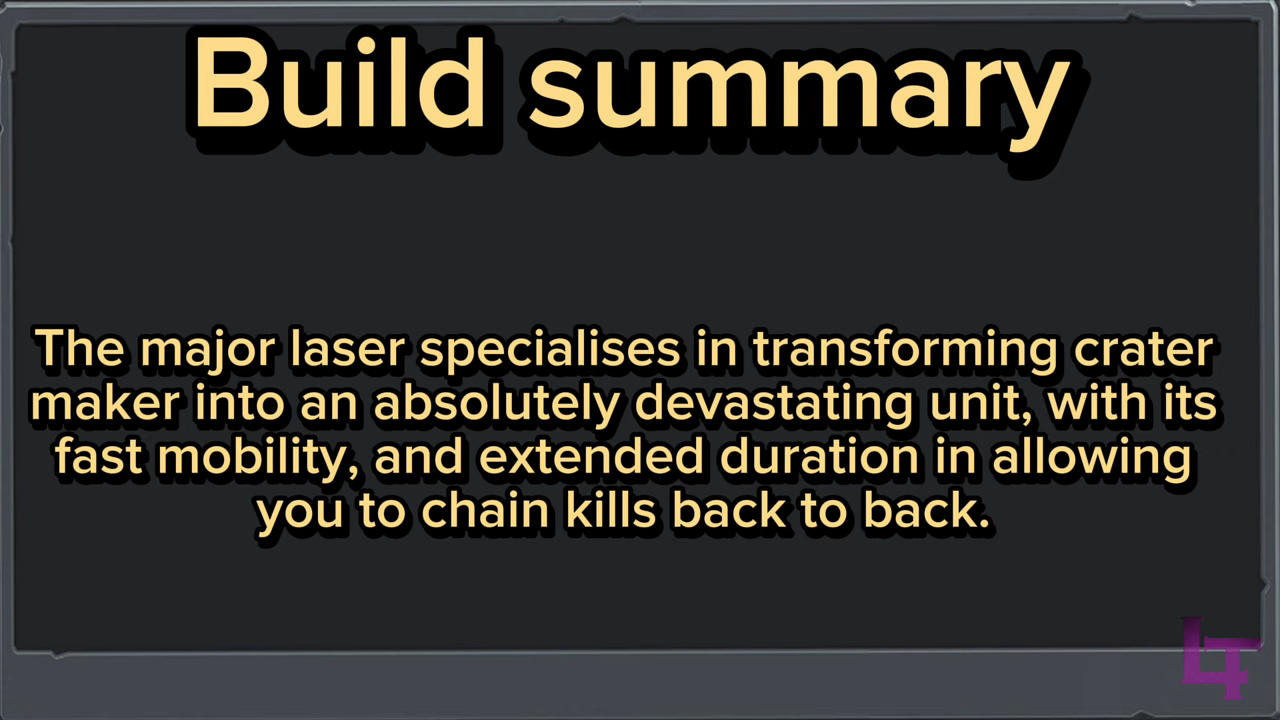 Build summary
The major laser specialises in transforming crater
maker into an absolutely devastating unit, with its
fast mobility, and extended duration in allowing
you to chain kills back to back.
LT